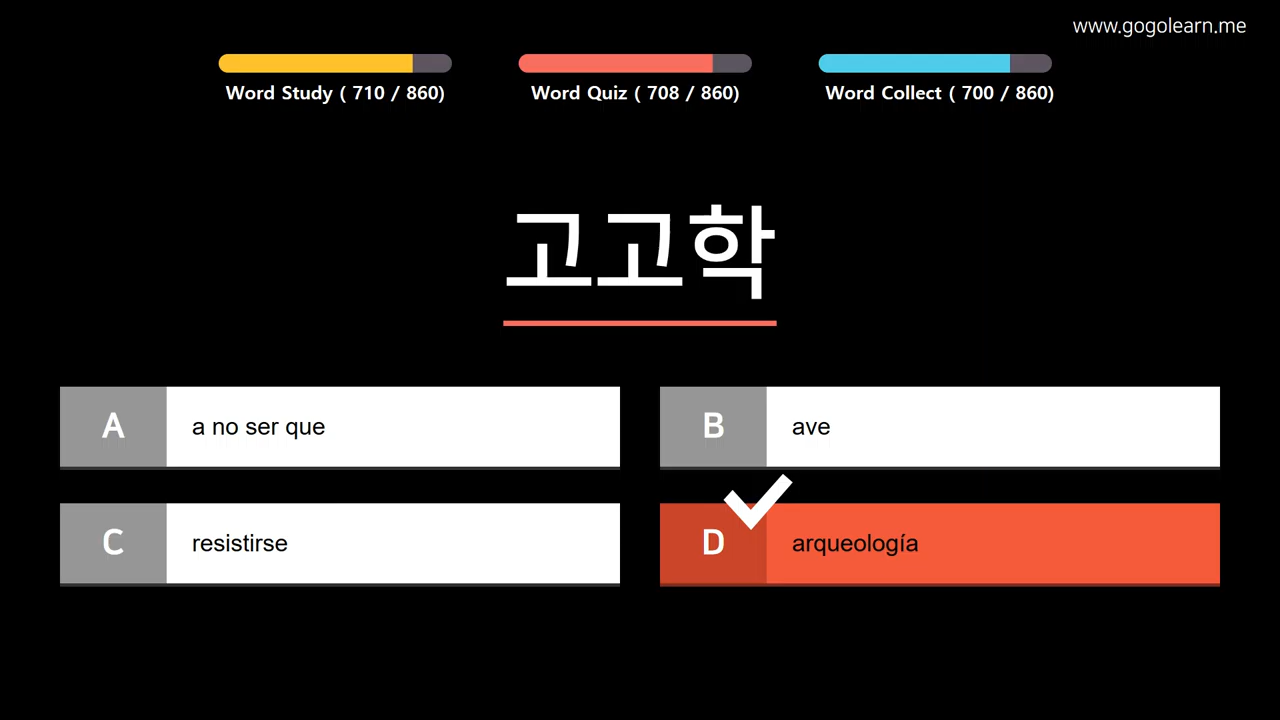 www.gogolearn.me
Word Study ( 710 / 860)
Word Quiz ( 708 / 860)
Word Collect ( 700 / 860)
고고학
A a no ser que
B ave
C resistirse
D arqueología